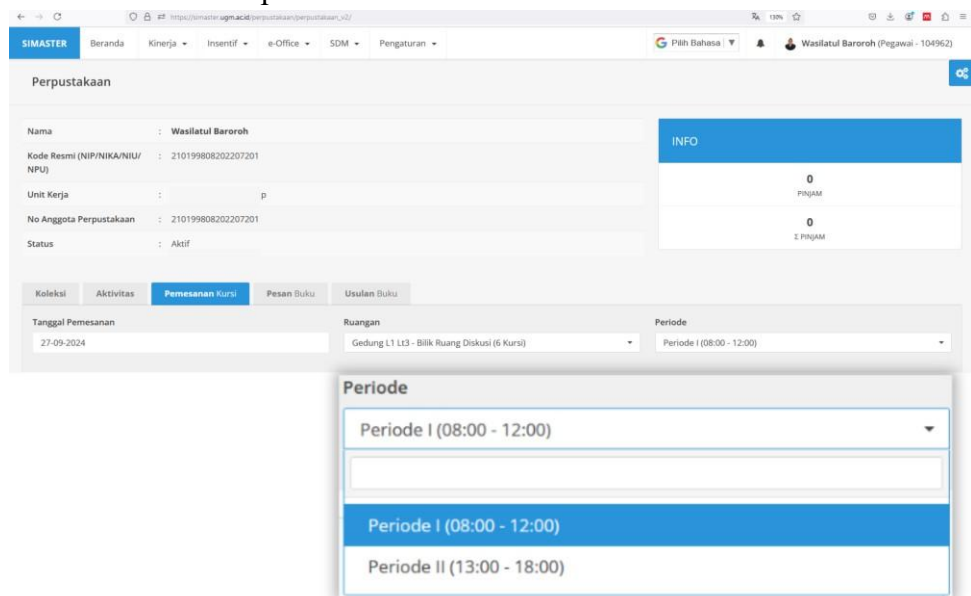 https://simaster.ugm.ac.id/perpustakaan/perpustakaan_v2/ 130%
SIMASTER Beranda Kinerja Insentif e-Office SDM Pengaturan G Pilih Bahasa Wasilatul Baroroh (Pegawai - 104962)
Perpustakaan
Nama : Wasilatul Baroroh
Kode Resmi (NIP/NIKA/NIU/
NPU) : 210199808202207201
Unit Kerja : p
No Anggota Perpustakaan : 210199808202207201
Status : Aktif
INFO
0
PINJAM
0
Σ PINJAM
Koleksi Aktivitas Pemesanan Kursi Pesan Buku Usulan Buku
Tanggal Pemesanan Ruangan Periode
27-09-2024 Gedung L1 Lt3 - Bilik Ruang Diskusi (6 Kursi) Periode I (08:00 - 12:00)
Periode
Periode I (08:00 - 12:00)
Periode I (08:00 - 12:00)
Periode II (13:00 - 18:00)